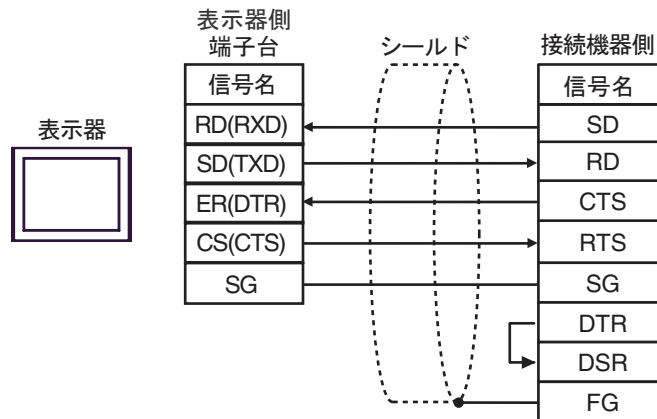 表示器側
端子台
シールド
接続機器側
表示器
信号名
信号名
RD(RXD)
SD
SD(TXD)
RD
ER(DTR)
CTS
CS(CTS)
RTS
SG
SG
DTR
DSR
FG